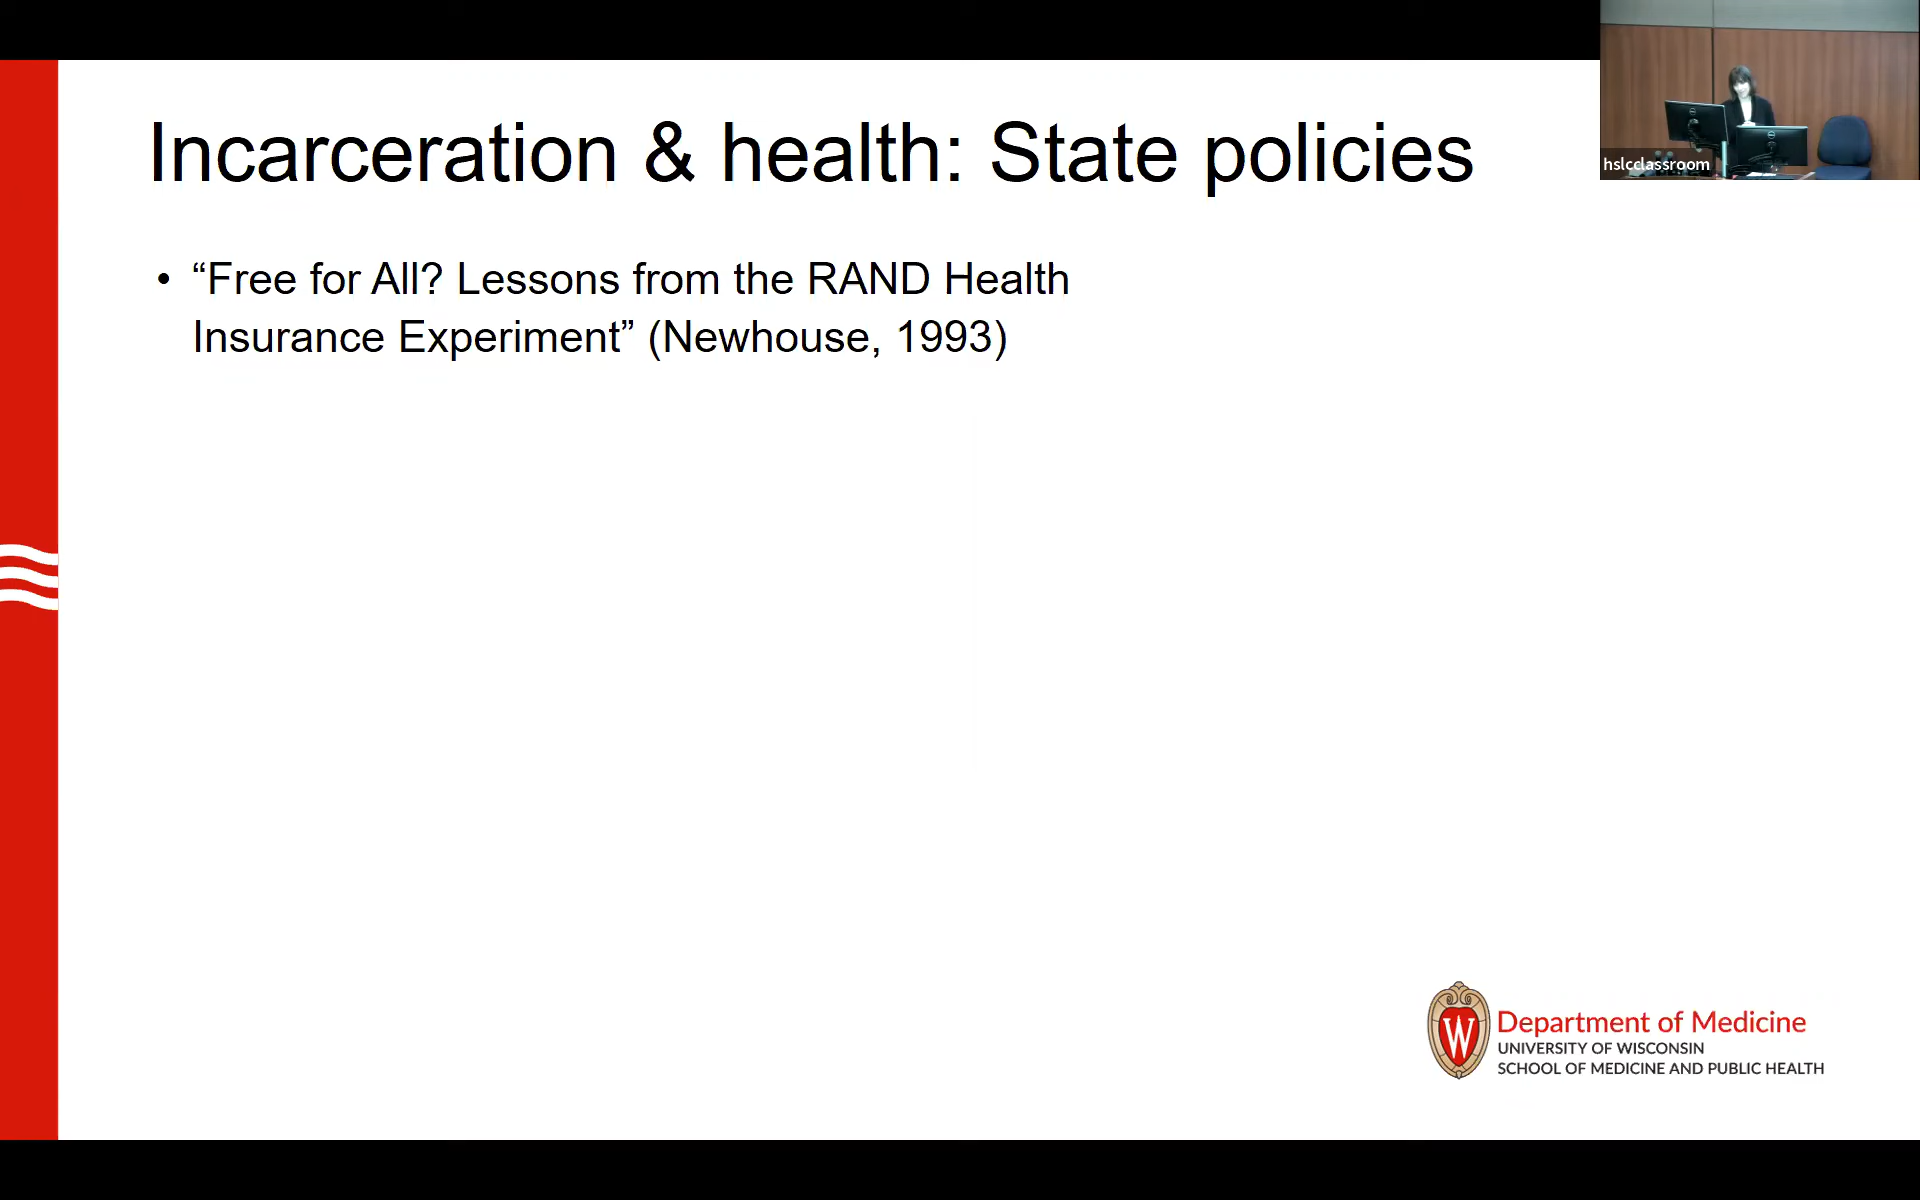 Incarceration & health: State policies
hslcclassroom
• “Free for All? Lessons from the RAND Health
Insurance Experiment” (Newhouse, 1993)
W
Department of Medicine
UNIVERSITY OF WISCONSIN
SCHOOL OF MEDICINE AND PUBLIC HEALTH